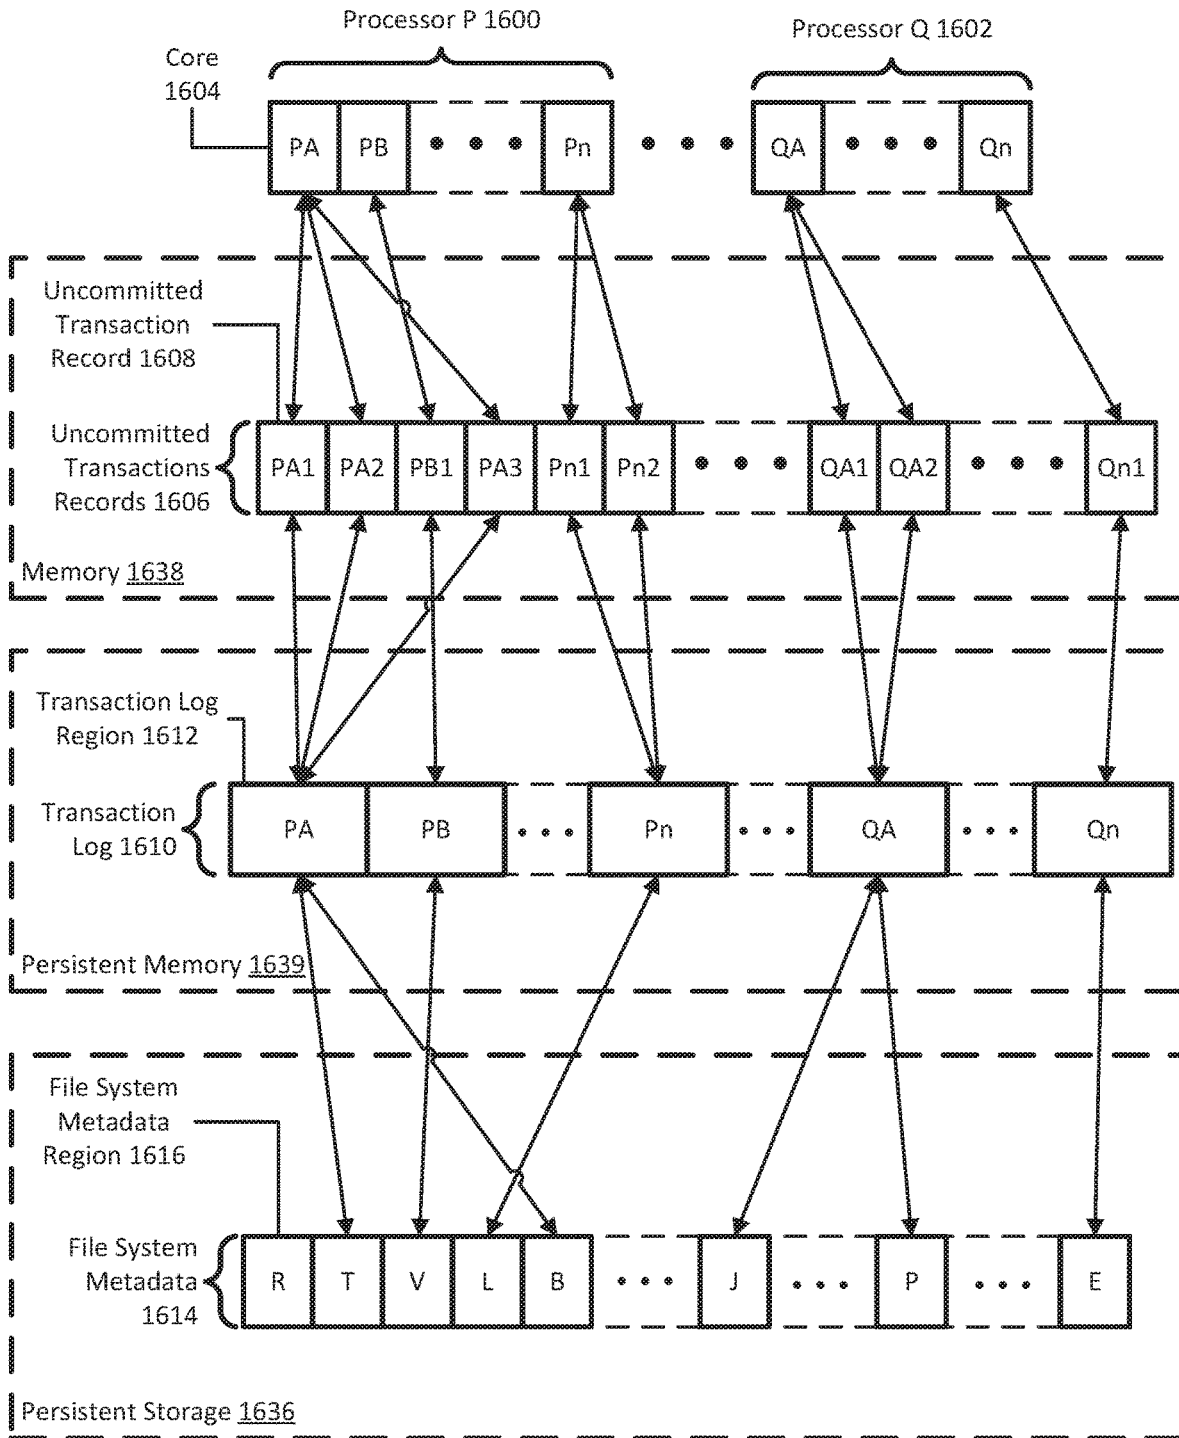 Processor P 1600
Processor Q 1602
Core
1604
PA PB Pn QA Qn
Uncommitted
Transaction
Record 1608
Uncommitted
Transactions
Records 1606
PA1 PA2 PB1 PA3 Pn1 Pn2 QA1 QA2 Qn1
Memory 1638
Transaction Log
Region 1612
Transaction
Log 1610
PA PB Pn QA Qn
Persistent Memory 1639
File System
Metadada
Region 1616
File System
Metadada
1614
R T V L B J P E
Persistent Storage 1636